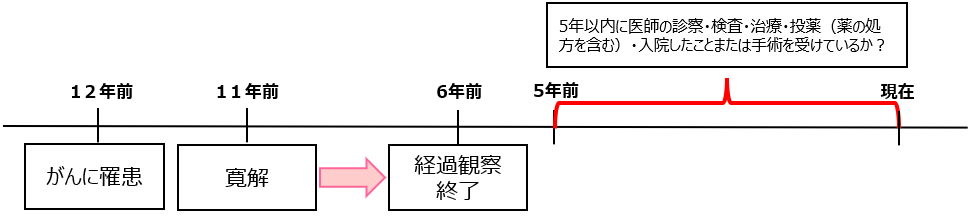 5年以内に医師の診察・検査・治療・投薬（薬の処
方を含む）・入院したことまたは手術を受けているか？
１２年前
１１年前
6年前
5年前
現在
がんに罹患
寛解
経過観察
終了